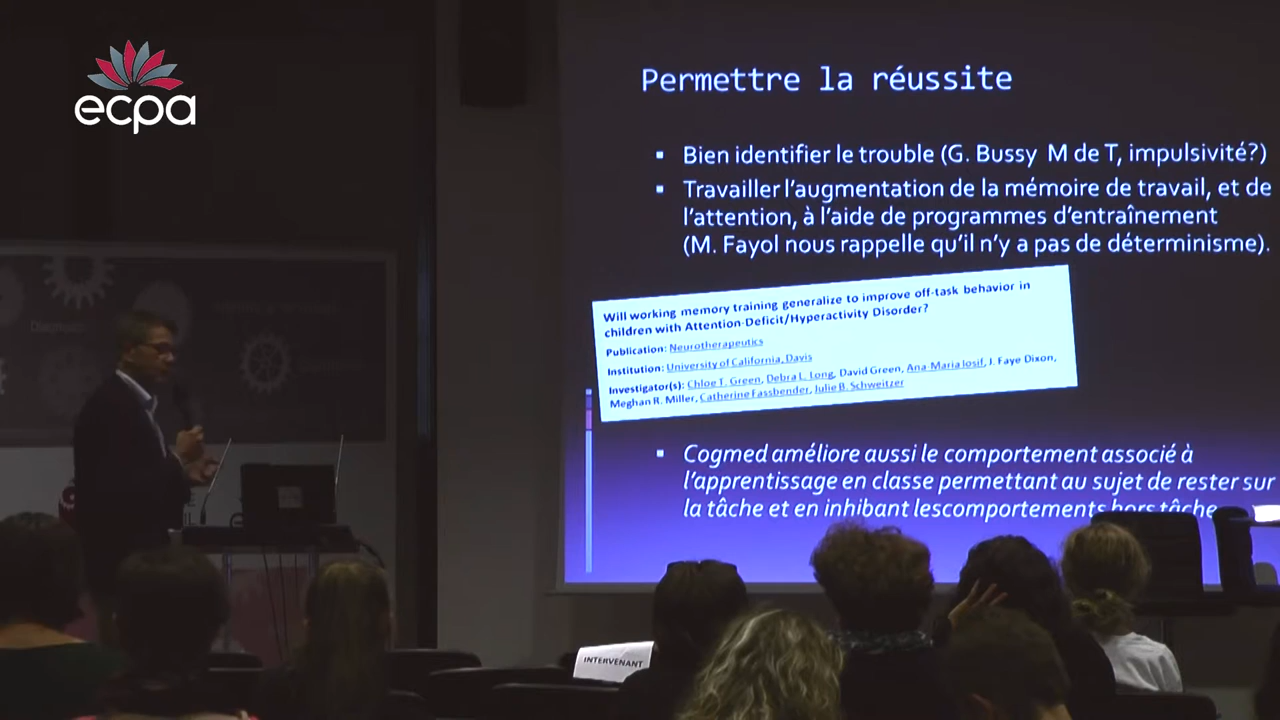 ecpa
Permettre la réussite
▪ Bien identifier le trouble (G. Bussy M de T, impulsivité?)
▪ Travailler l'augmentation de la mémoire de travail, et de
l'attention, à l'aide de programmes d'entraînement
(M. Fayol nous rappelle qu'il n'y a pas de déterminisme).
Will working memory training generalize to improve off-task behavior in
children with Attention-Deficit/Hyperactivity Disorder?
Publication: Neurotherapeutics
Institution: University of California, Davis
Investigator(s): Chloe T. Green, Debra L. Long, David Green, Ana-Maria Iosif, J. Faye Dixon,
Meghan R. Miller, Catherine Fassbender, Julie B. Schweitzer
▪ Cogmed améliore aussi le comportement associé à
l'apprentissage en classe permettant au sujet de rester sur
la tâche et en inhibant lescomportements hors tâche
INTERVENANT